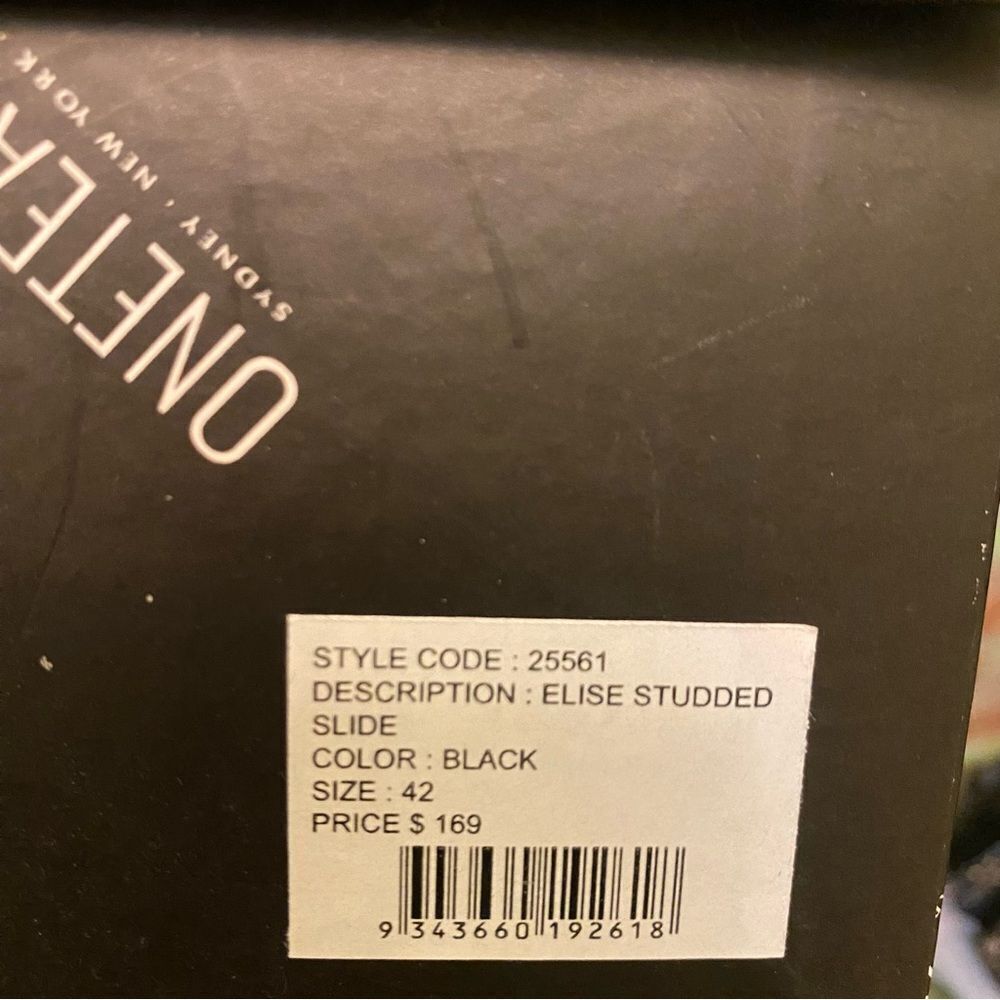 ONETE
SYDNEY , NEW YORK ,
STYLE CODE : 25561
DESCRIPTION : ELISE STUDDED
SLIDE
COLOR : BLACK
SIZE : 42
PRICE $ 169
9 343660 192618